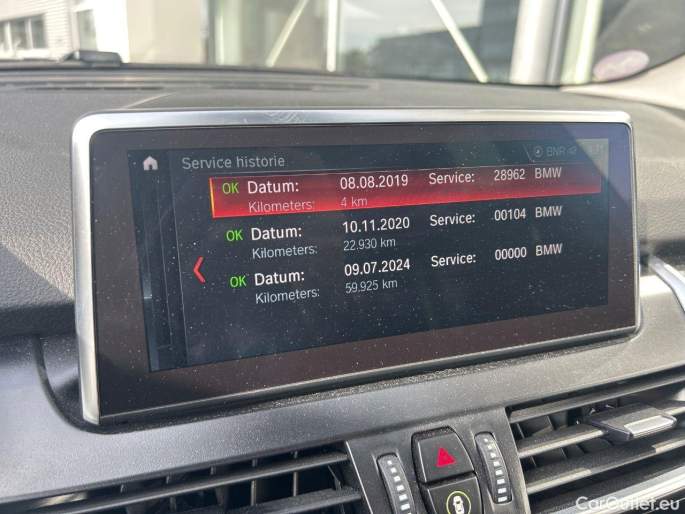 Service historie
BNR
OK Datum: 08.08.2019 Service: 28962 BMW
Kilometers: 4 km
OK Datum: 10.11.2020 Service: 00104 BMW
Kilometers: 22.930 km
OK Datum: 09.07.2024 Service: 00000 BMW
Kilometers: 59.925 km
CarOutlet.eu